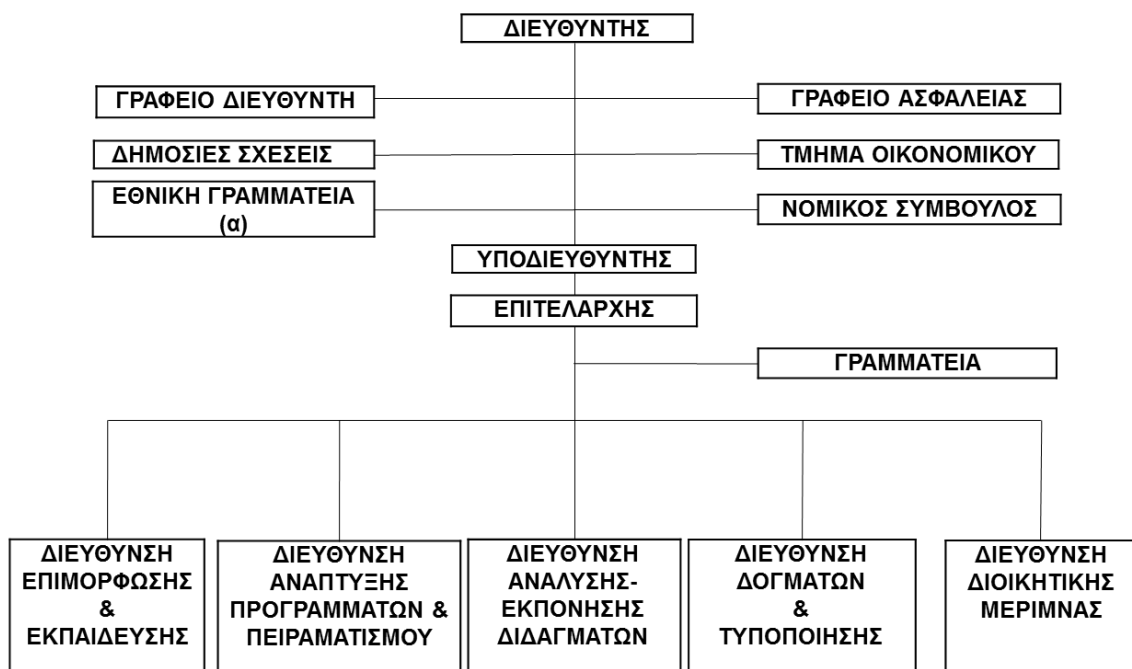 ΔΙΕΥΘΥΝΤΗΣ
ΓΡΑΦΕΙΟ ΔΙΕΥΘΥΝΤΗ
ΓΡΑΦΕΙΟ ΑΣΦΑΛΕΙΑΣ
ΔΗΜΟΣΙΕΣ ΣΧΕΣΕΙΣ
ΤΜΗΜΑ ΟΙΚΟΝΟΜΙΚΟΥ
ΕΘΝΙΚΗ ΓΡΑΜΜΑΤΕΙΑ
(α)
ΝΟΜΙΚΟΣ ΣΥΜΒΟΥΛΟΣ
ΥΠΟΔΙΕΥΘΥΝΤΗΣ
ΕΠΙΤΕΛΑΡΧΗΣ
ΓΡΑΜΜΑΤΕΙΑ
ΔΙΕΥΘΥΝΣΗ
ΕΠΙΜΟΡΦΩΣΗΣ
&
ΕΚΠΑΙΔΕΥΣΗΣ
ΔΙΕΥΘΥΝΣΗ
ΑΝΑΠΤΥΞΗΣ
ΠΡΟΓΡΑΜΜΑΤΩΝ &
ΠΕΙΡΑΜΑΤΙΣΜΟΥ
ΔΙΕΥΘΥΝΣΗ
ΑΝΑΛΥΣΗΣ-
ΕΚΠΟΝΗΣΗΣ
ΔΙΔΑΓΜΑΤΩΝ
ΔΙΕΥΘΥΝΣΗ
ΔΟΓΜΑΤΩΝ
&
ΤΥΠΟΠΟΙΗΣΗΣ
ΔΙΕΥΘΥΝΣΗ
ΔΙΟΙΚΗΤΙΚΗΣ
ΜΕΡΙΜΝΑΣ